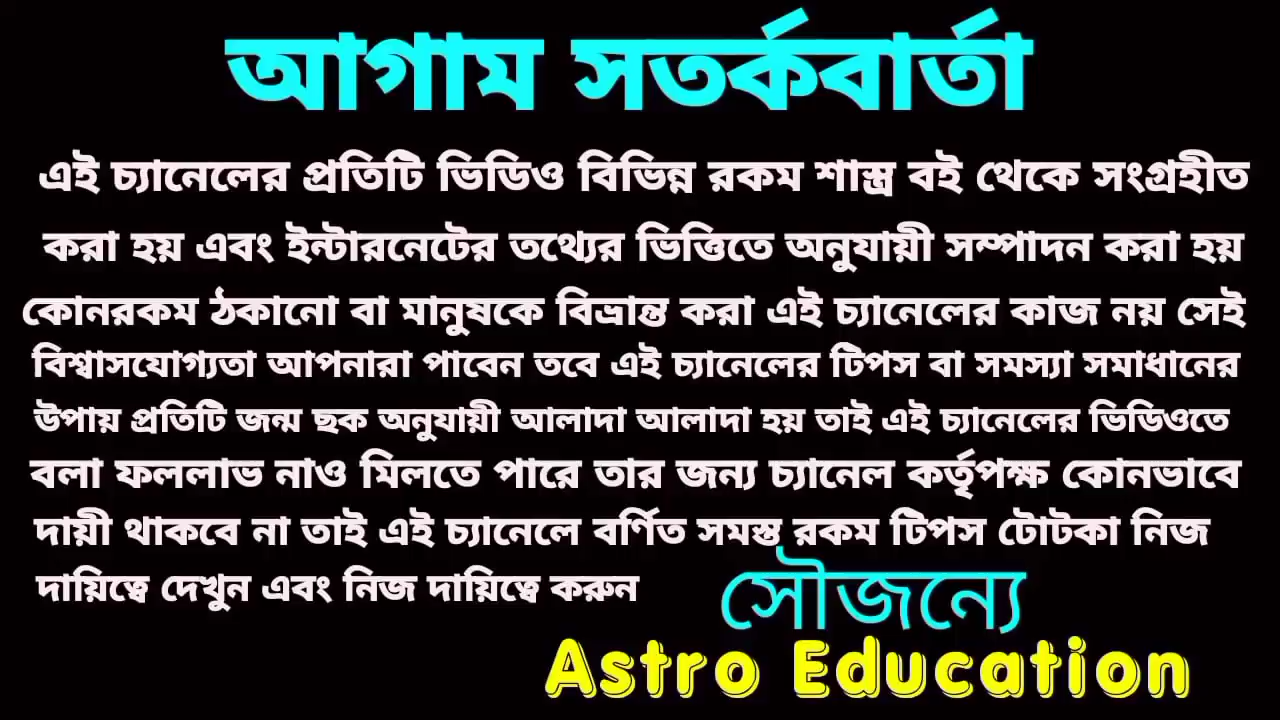 আগাম সতর্কবার্তা
এই চ্যানেলের প্রতিটি ভিডিও বিভিন্ন রকম শাস্ত্র বই থেকে সংগ্রহীত
করা হয় এবং ইন্টারনেটের তথ্যের ভিত্তিতে অনুযায়ী সম্পাদন করা হয়
কোনরকম ঠকানো বা মানুষকে বিভ্রান্ত করা এই চ্যানেলের কাজ নয় সেই
বিশ্বাসযোগ্যতা আপনারা পাবেন তবে এই চ্যানেলের টিপস বা সমস্যা সমাধানের
উপায় প্রতিটি জন্ম ছক অনুযায়ী আলাদা আলাদা হয় তাই এই চ্যানেলের ভিডিওতে
বলা ফললাভ নাও মিলতে পারে তার জন্য চ্যানেল কর্তৃপক্ষ কোনভাবে
দায়ী থাকবে না তাই এই চ্যানেলে বর্ণিত সমস্ত রকম টিপস টোটকা নিজ
দায়িত্বে দেখুন এবং নিজ দায়িত্বে করুন
সৌজন্যে
Astro Education